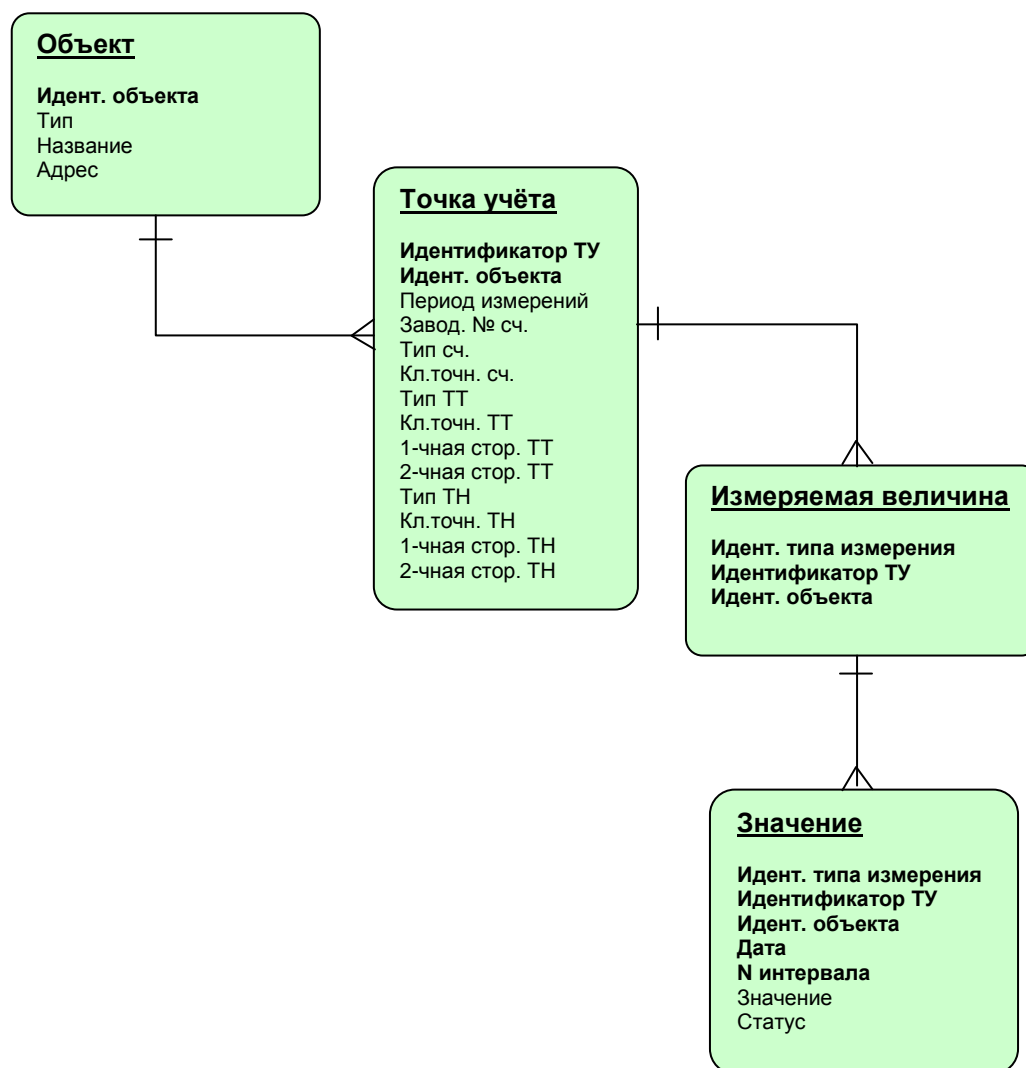 Объект
Идент. объекта
Тип
Название
Адрес
Точка учёта
Идентификатор ТУ
Идент. объекта
Период измерений
Завод. № сч.
Тип сч.
Кл.точн. сч.
Тип ТТ
Кл.точн. ТТ
1-чная стор. ТТ
2-чная стор. ТТ
Тип ТН
Кл.точн. ТН
1-чная стор. ТН
2-чная стор. ТН
Измеряемая величина
Идент. типа измерения
Идентификатор ТУ
Идент. объекта
Значение
Идент. типа измерения
Идентификатор ТУ
Идент. объекта
Дата
N интервала
Значение
Статус